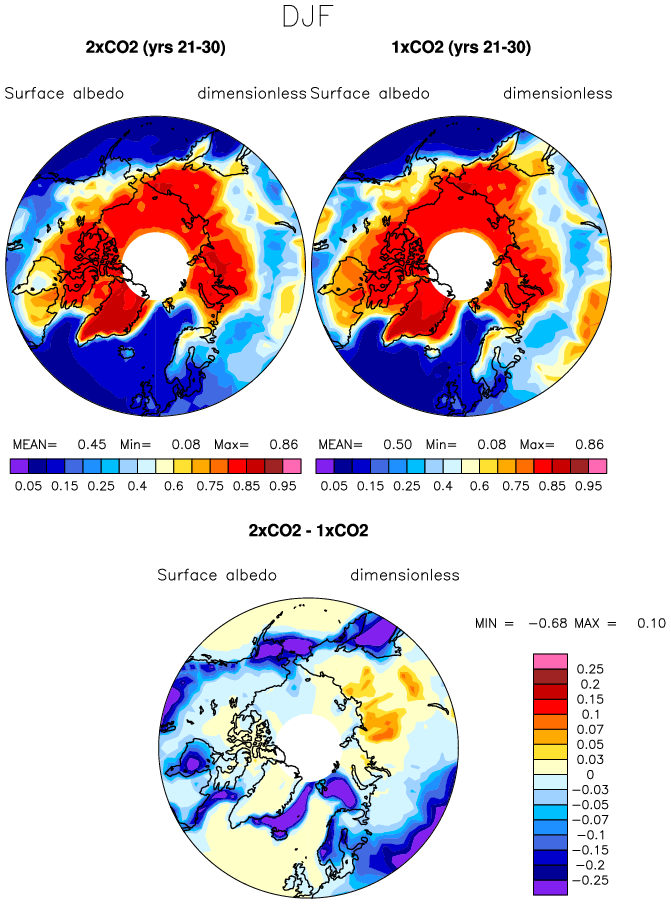 DJF
2xCO2 (yrs 21-30) 1xCO2 (yrs 21-30)
Surface albedo dimensionless Surface albedo dimensionless
MEAN= 0.45 Min= 0.08 Max= 0.86 MEAN= 0.50 Min= 0.08 Max= 0.86
0.05 0.15 0.25 0.4 0.6 0.75 0.85 0.95 0.05 0.15 0.25 0.4 0.6 0.75 0.85 0.95
2xCO2 - 1xCO2
Surface albedo dimensionless
MIN = -0.68 MAX = 0.10
0.25
0.2
0.15
0.1
0.07
0.05
0.03
0
-0.03
-0.05
-0.07
-0.1
-0.15
-0.2
-0.25